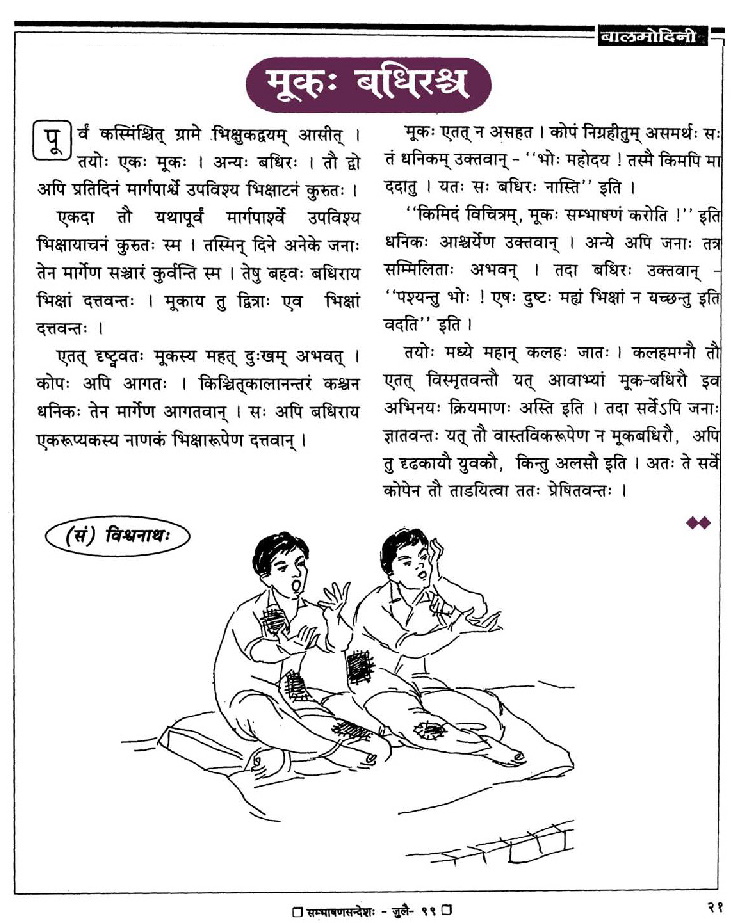 बालमोदिनी
मूकः बधिरश्च
पूर्वं कस्मिंश्चित् ग्रामे भिक्षुकद्वयम् आसीत् ।
तयोः एकः मूकः । अन्यः बधिरः । तौ द्वो
अपि प्रतिदिनं मार्गपार्श्वे उपविश्य भिक्षाटनं कुरुतः ।
एकदा तौ यथापूर्वं मार्गपार्श्वे उपविश्य
भिक्षायाचनं कुरुतः स्म । तस्मिन् दिने अनेके जनाः
तेन मार्गेण सञ्चारं कुर्वन्ति स्म । तेषु बहवः बधिराय
भिक्षां दत्तवन्तः । मूकाय तु द्वित्राः एव भिक्षां
दत्तवन्तः ।
एतत् दृष्ट्वतः मूकस्य महत् दुःखम् अभवत् ।
कोपः अपि आगतः । किञ्चित्कालानन्तरं कश्चन
धनिकः तेन मार्गेण आगतवान् । सः अपि बधिराय
एकरूप्यकस्य नाणकं भिक्षारूपेण दत्तवान् ।
मूकः एतत् न असहत । कोपं निग्रहीतुम् असमर्थः सः
तं धनिकम् उक्तवान् - "भोः महोदय ! तस्मै किमपि मा
ददातु । यतः सः बधिरः नास्ति" इति ।
"किमिदं विचित्रम्, मूकः सम्भाषणं करोति !" इति
धनिकः आश्चर्येण उक्तवान् । अन्ये अपि जनाः तत्र
सम्मिलिताः अभवन् । तदा बधिरः उक्तवान् -
"पश्यन्तु भोः ! एषः दुष्टः मह्यं भिक्षां न यच्छन्तु इति
वदति" इति ।
तयोः मध्ये महान् कलहः जातः । कलहमग्नौ तौ
एतत् विस्मृतवन्तौ यत् आवाभ्यां मूक-बधिरौ इव
अभिनयः क्रियमाणः अस्ति इति । तदा सर्वेऽपि जनाः
ज्ञातवन्तः यत् तौ वास्तविकरूपेण न मूकबधिरौ, अपि
तु दृढकायौ युवकौ, किन्तु अलसौ इति । अतः ते सर्वे
कोपेन तौ ताडयित्वा ततः प्रेषितवन्तः ।
(सं) विश्वनाथः
सम्भाषणसन्देशः - जुलै- ९९
२१